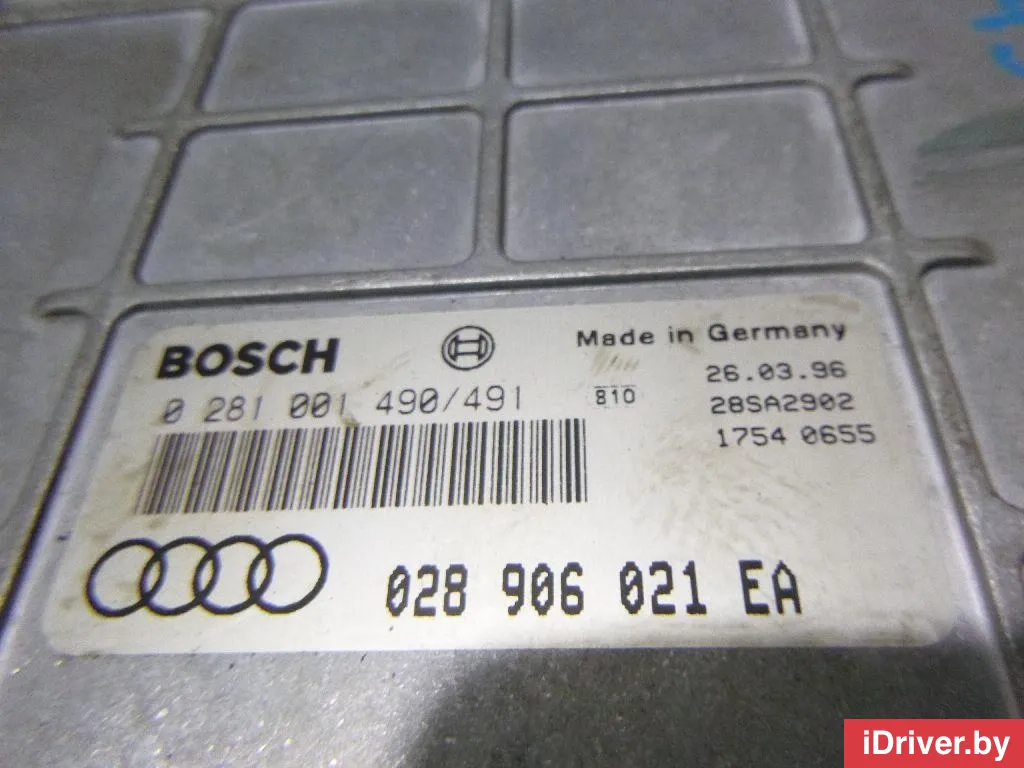 BOSCH
Made in Germany
0 281 001 490/491
810
26.03.96
28SA2902
1754 0655
028 906 021 EA
iDriver.by